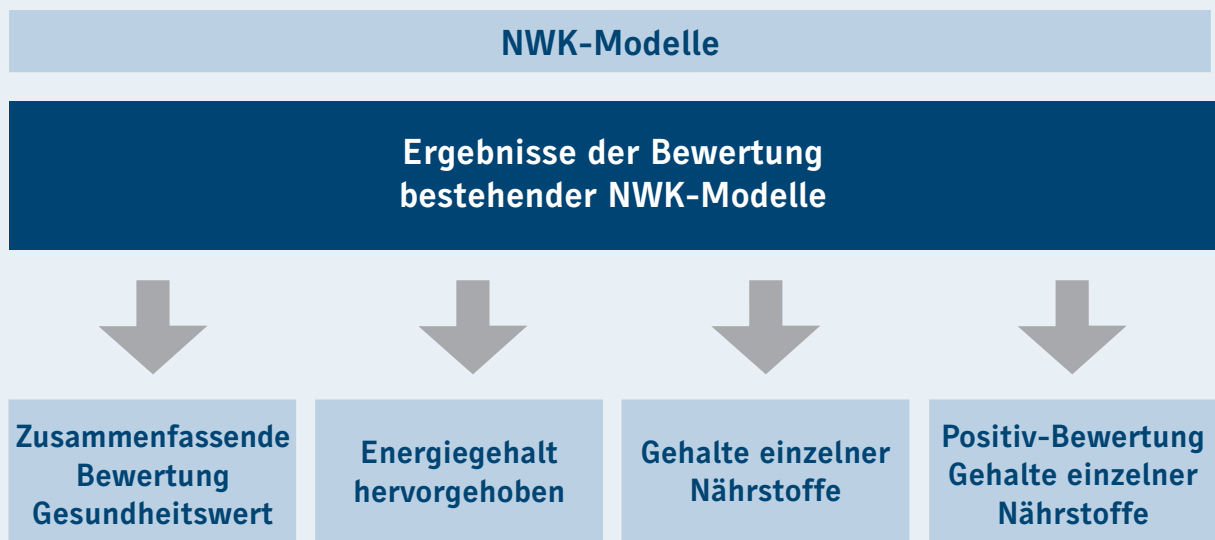 NWK-Modelle
Ergebnisse der Bewertung
bestehender NWK-Modelle
Zusammenfassende
Bewertung
Gesundheitswert
Energiegehalt
hervorgehoben
Gehalte einzelner
Nährstoffe
Positiv-Bewertung
Gehalte einzelner
Nährstoffe